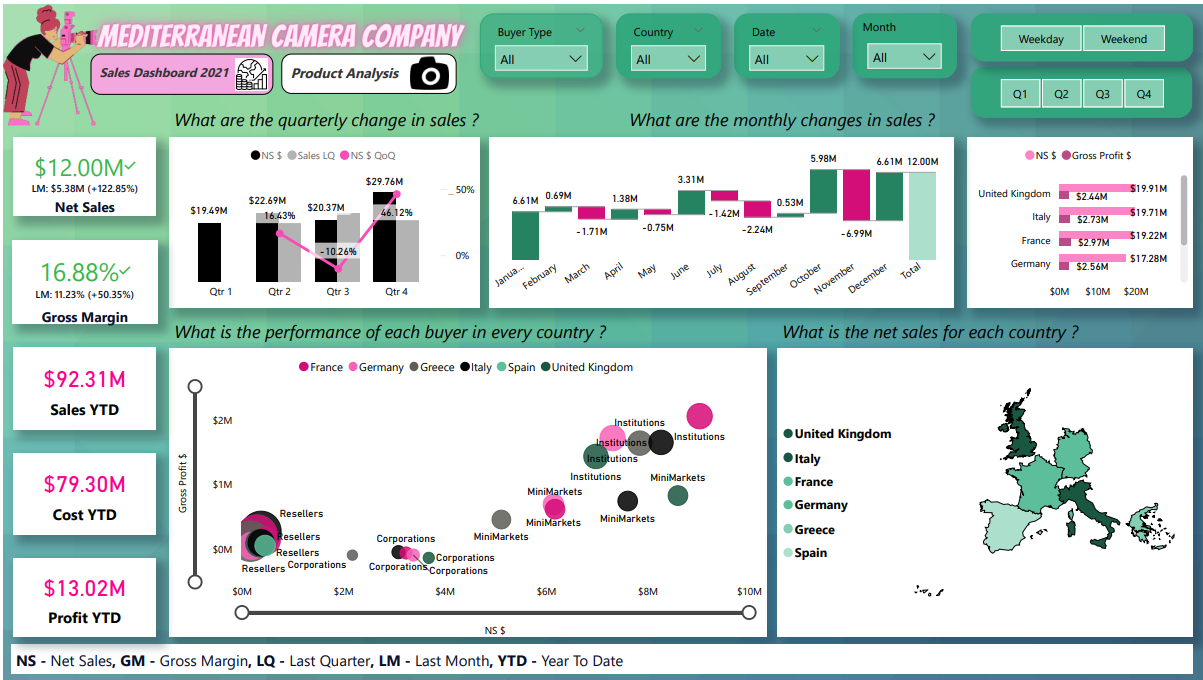 MEDITERRANEAN CAMERA COMPANY
Sales Dashboard 2021
Product Analysis
Buyer Type
All
Country
All
Date
All
Month
All
Weekday
Weekend
Q1
Q2
Q3
Q4
$12.00M
LM: $5.38M (+122.85%)
Net Sales
16.88%
LM: 11.23% (+50.35%)
Gross Margin
$92.31M
Sales YTD
$79.30M
Cost YTD
$13.02M
Profit YTD
What are the quarterly change in sales ?
NS $
Sales LQ
NS $ QoQ
$19.49M
$22.69M
$20.37M
$29.76M
16.43%
-10.26%
46.12%
50%
0%
Qtr 1
Qtr 2
Qtr 3
Qtr 4
What are the monthly changes in sales ?
6.61M
0.69M
-1.71M
1.38M
-0.75M
3.31M
-1.42M
-2.24M
0.53M
5.98M
-6.99M
6.61M
12.00M
Janua...
February
March
April
May
June
July
August
September
October
November
December
Total
NS $
Gross Profit $
United Kingdom
$19.91M
$2.44M
Italy
$19.71M
$2.73M
France
$19.22M
$2.97M
Germany
$17.28M
$2.56M
$0M
$10M
$20M
What is the performance of each buyer in every country ?
France
Germany
Greece
Italy
Spain
United Kingdom
Gross Profit $
$2M
$1M
$0M
Institutions
Institutions
Institutions
Institutions
Institutions
MiniMarkets
MiniMarkets
MiniMarkets
MiniMarkets
MiniMarkets
Resellers
Resellers
Resellers
Resellers
Corporations
Corporations
Corporations
Corporations
Corporations
$0M
$2M
$4M
$6M
$8M
$10M
NS $
What is the net sales for each country ?
United Kingdom
Italy
France
Germany
Greece
Spain
NS - Net Sales, GM - Gross Margin, LQ - Last Quarter, LM - Last Month, YTD - Year To Date